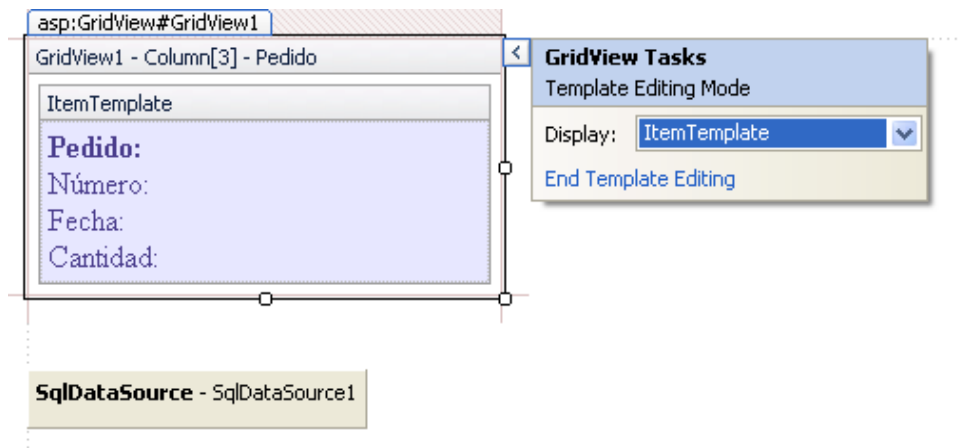 asp:GridView#GridView1
GridView1 - Column[3] - Pedido
ItemTemplate
Pedido:
Número:
Fecha:
Cantidad:
GridView Tasks
Template Editing Mode
Display: ItemTemplate
End Template Editing
SqlDataSource - SqlDataSource1